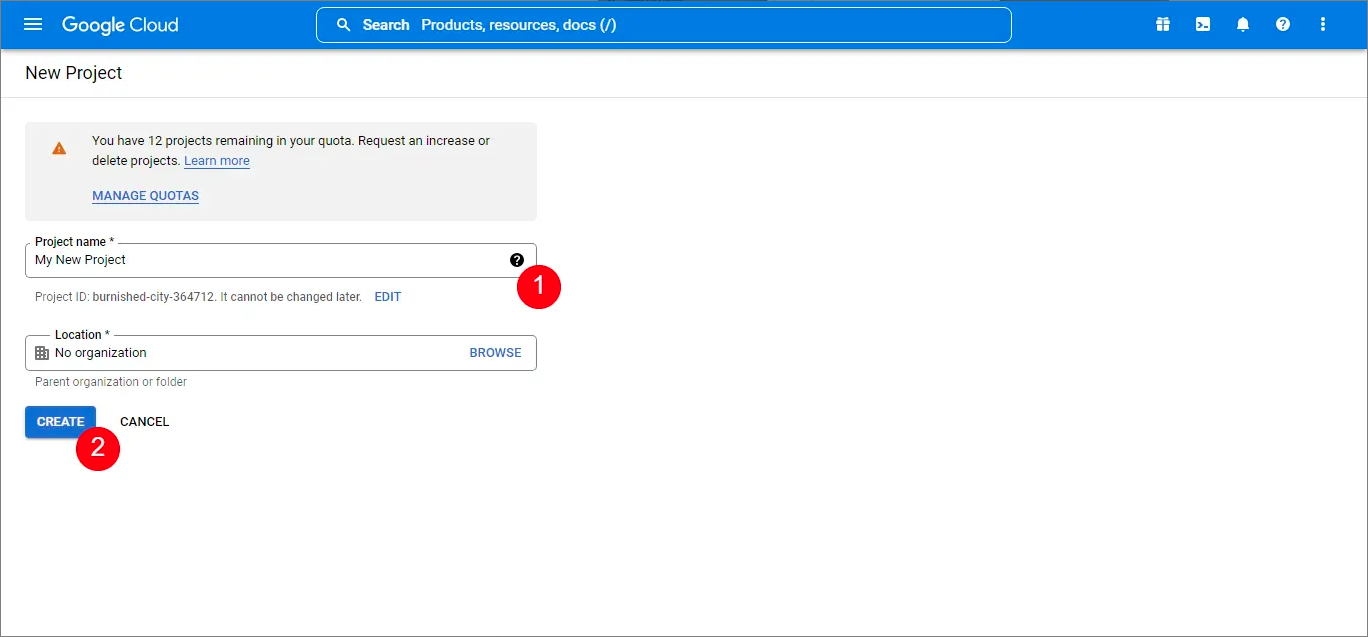 Google Cloud
Search Products, resources, docs (/)
New Project
You have 12 projects remaining in your quota. Request an increase or
delete projects. Learn more
MANAGE QUOTAS
Project name *
My New Project
1
Project ID: burnished-city-364712. It cannot be changed later. EDIT
Location *
No organization BROWSE
Parent organization or folder
CREATE CANCEL
2